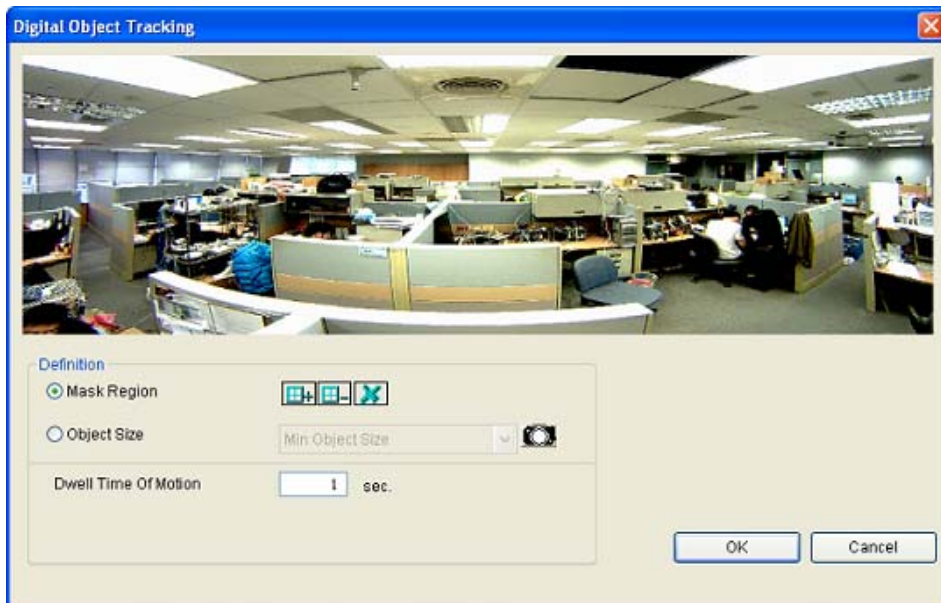 Digital Object Tracking
Definition
Mask Region
Object Size
Min Object Size
Dwell Time Of Motion
1 sec.
OK
Cancel